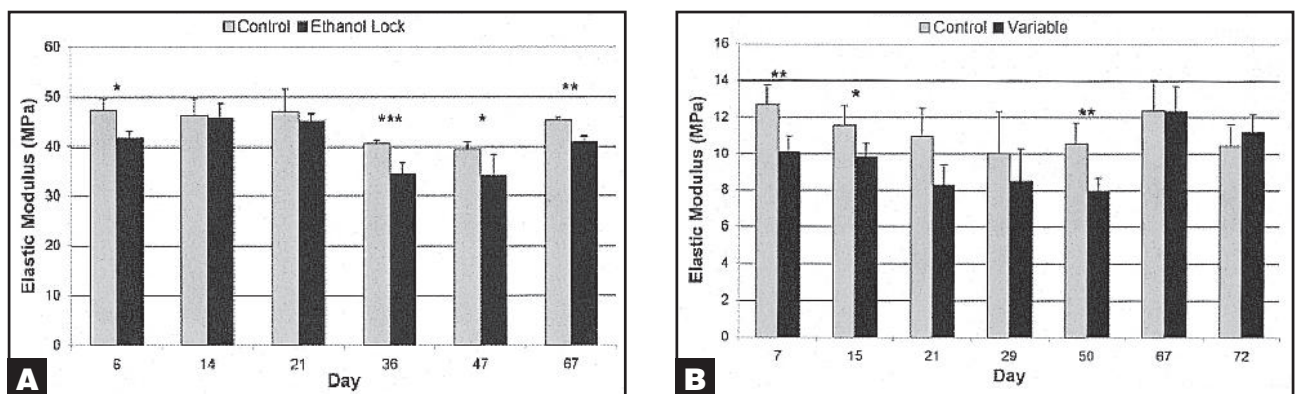 Control Ethanol Lock
60
50
40
30
20
10
0
Elastic Modulus (MPa)
* *** * **
6 14 21 36 47 67
Day
A
Control Variable
16
14
12
10
8
6
4
2
0
Elastic Modulus (MPa)
** * **
7 15 21 29 50 67 72
Day
B